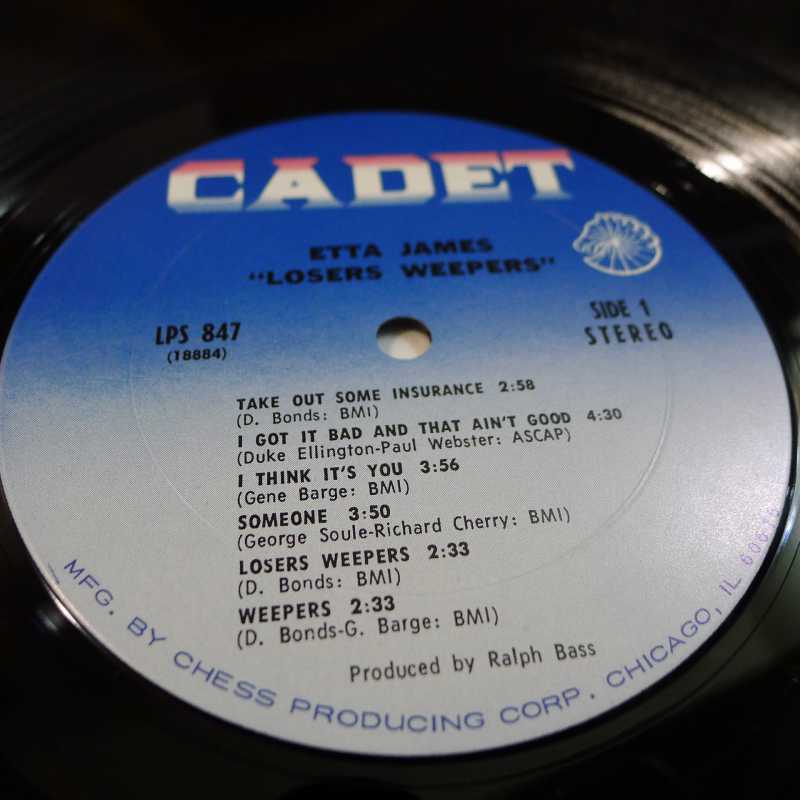 CADET
ETTA JAMES
"LOSERS WEEPERS"
LPS 847
(18884)
SIDE 1
STEREO
TAKE OUT SOME INSURANCE 2:58
(D. Bonds: BMI)
I GOT IT BAD AND THAT AIN'T GOOD 4:30
(Duke Ellington-Paul Webster: ASCAP)
I THINK IT'S YOU 3:56
(Gene Barge: BMI)
SOMEONE 3:50
(George Soule-Richard Cherry: BMI)
LOSERS WEEPERS 2:33
(D. Bonds: BMI)
WEEPERS 2:33
(D. Bonds-G. Barge: BMI)
Produced by Ralph Bass
MFG. BY CHESS PRODUCING CORP. CHICAGO, IL